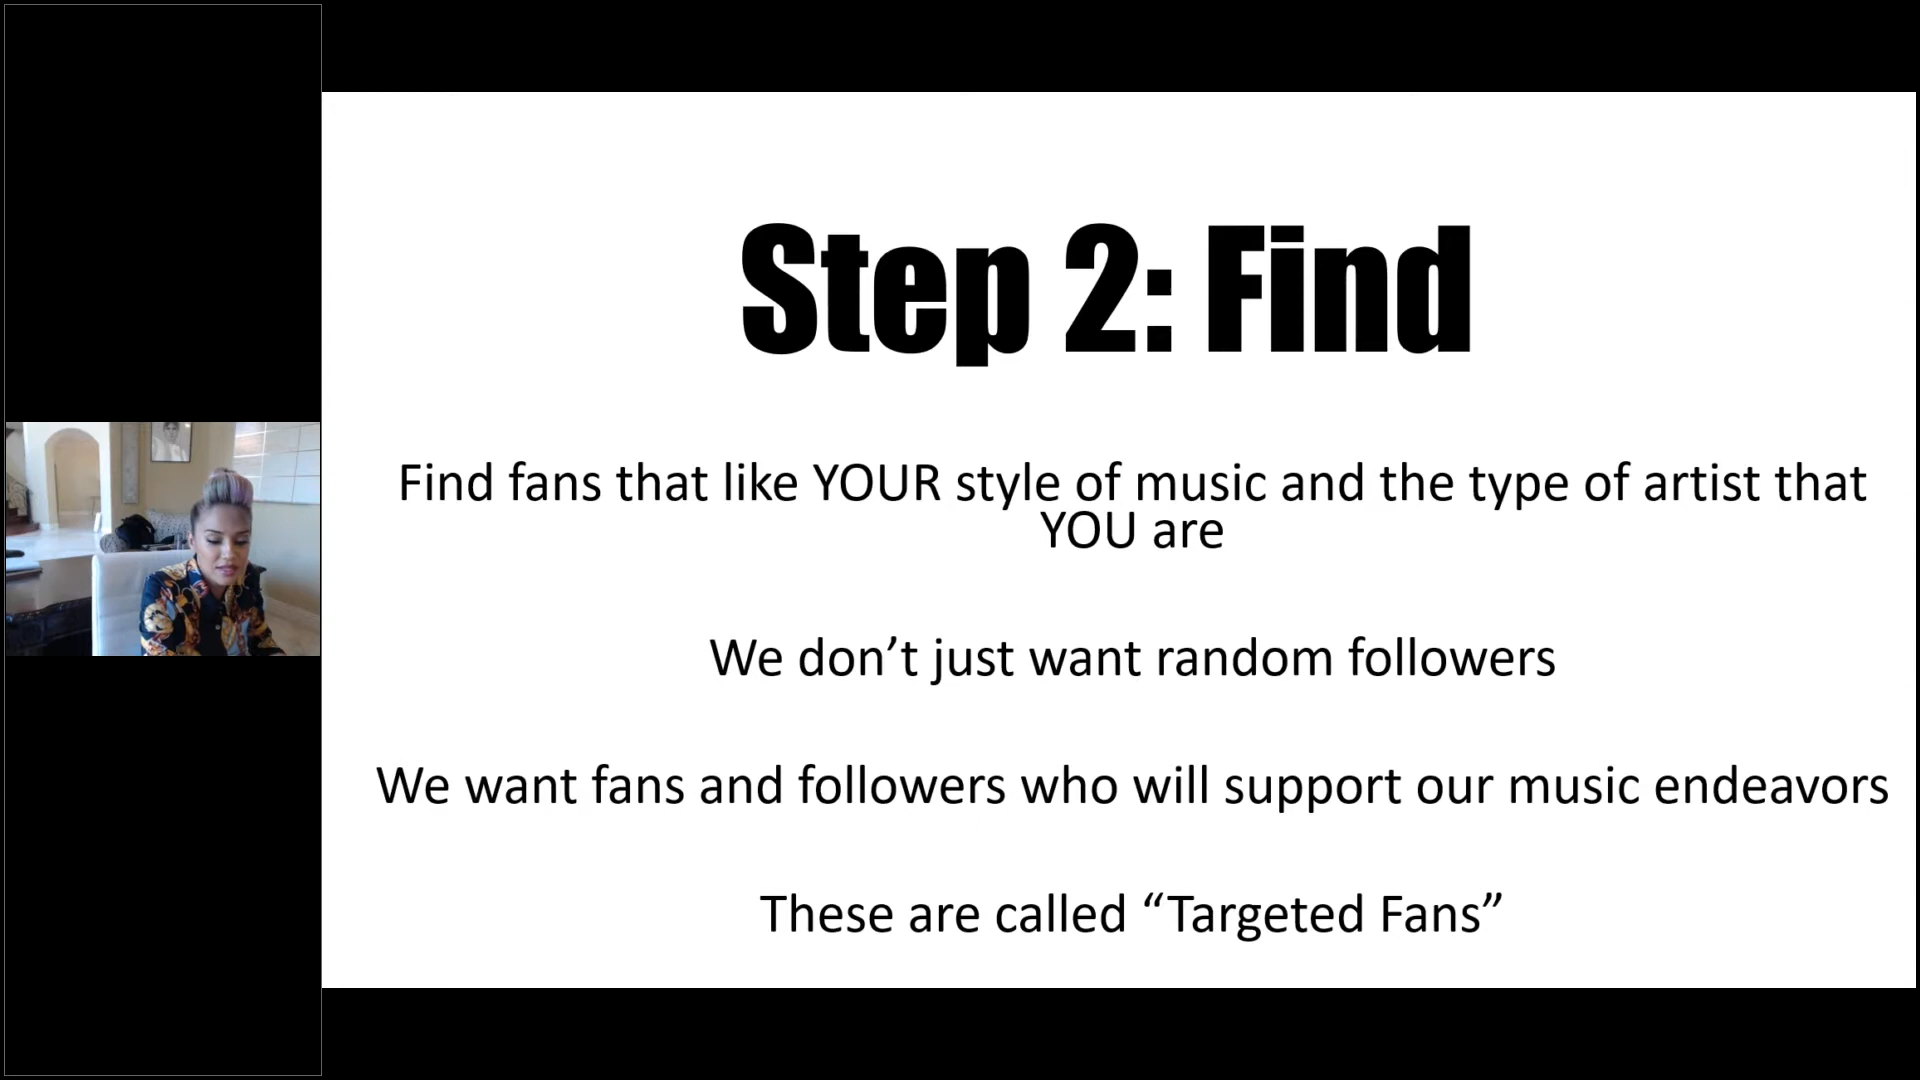 Step 2: Find
Find fans that like YOUR style of music and the type of artist that
YOU are
We don’t just want random followers
We want fans and followers who will support our music endeavors
These are called “Targeted Fans”